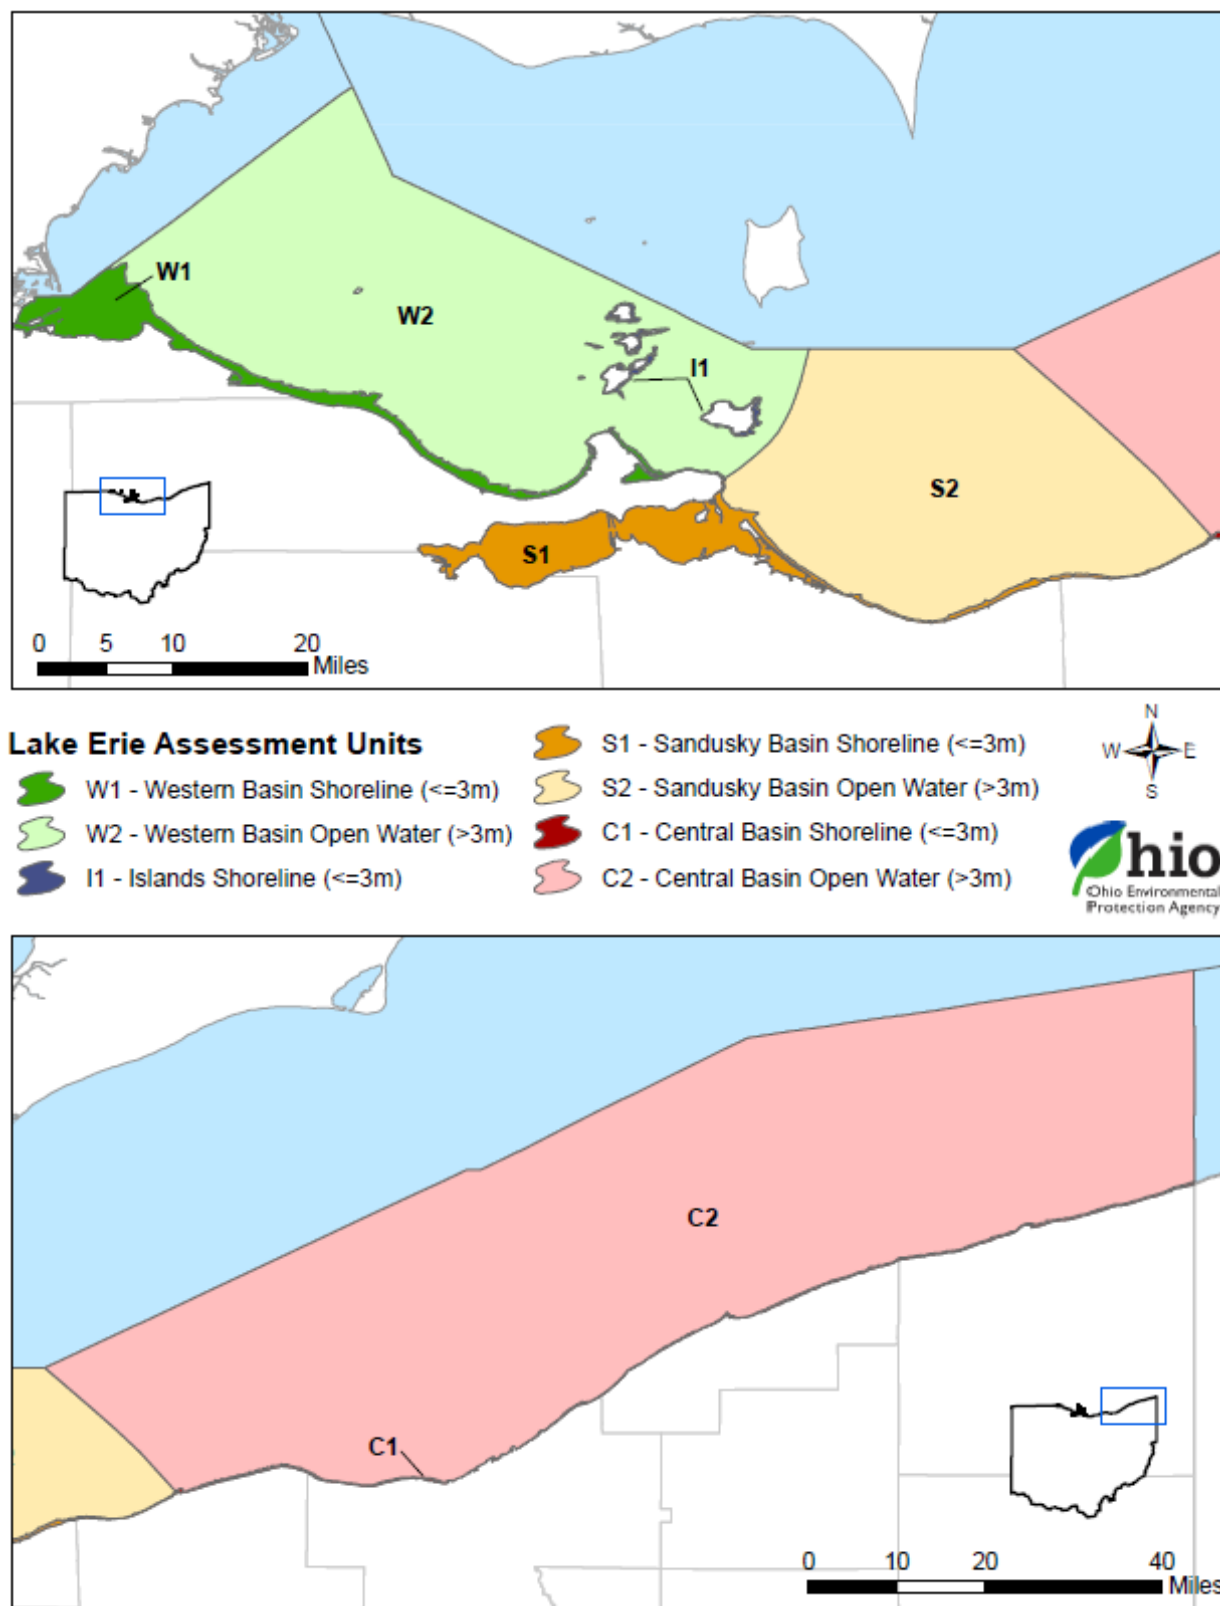 W1
W2
I1
S2
S1
0 5 10 20
Miles
Lake Erie Assessment Units
W1 - Western Basin Shoreline (<=3m)
W2 - Western Basin Open Water (>3m)
I1 - Islands Shoreline (<=3m)
S1 - Sandusky Basin Shoreline (<=3m)
S2 - Sandusky Basin Open Water (>3m)
C1 - Central Basin Shoreline (<=3m)
C2 - Central Basin Open Water (>3m)
N
W E
S
Ohio
Ohio Environmental
Protection Agency
C2
C1
0 10 20 40
Miles